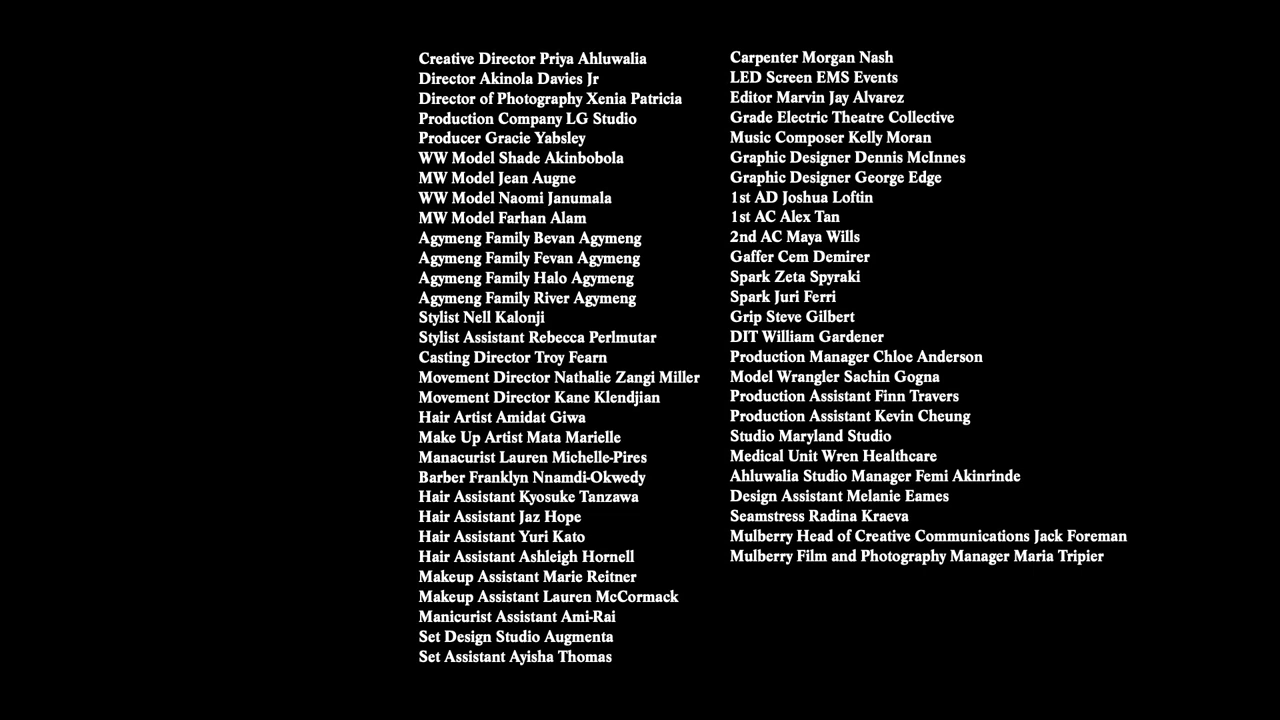 Creative Director Priya Ahluwalia
Director Akinola Davies Jr
Director of Photography Xenia Patricia
Production Company LG Studio
Producer Gracie Yabsley
WW Model Shade Akinbobola
MW Model Jean Augne
WW Model Naomi Janumala
MW Model Farhan Alam
Agymeng Family Bevan Agymeng
Agymeng Family Fevan Agymeng
Agymeng Family Halo Agymeng
Agymeng Family River Agymeng
Stylist Nell Kalonji
Stylist Assistant Rebecca Perlmutar
Casting Director Troy Fearn
Movement Director Nathalie Zangi Miller
Movement Director Kane Klendjian
Hair Artist Amidat Giwa
Make Up Artist Mata Marielle
Manacurist Lauren Michelle-Pires
Barber Franklyn Nnamdi-Okwedy
Hair Assistant Kyosuke Tanzawa
Hair Assistant Jaz Hope
Hair Assistant Yuri Kato
Hair Assistant Ashleigh Hornell
Makeup Assistant Marie Reitner
Makeup Assistant Lauren McCormack
Manicurist Assistant Ami-Rai
Set Design Studio Augmenta
Set Assistant Ayisha Thomas
Carpenter Morgan Nash
LED Screen EMS Events
Editor Marvin Jay Alvarez
Grade Electric Theatre Collective
Music Composer Kelly Moran
Graphic Designer Dennis McInnes
Graphic Designer George Edge
1st AD Joshua Loftin
1st AC Alex Tan
2nd AC Maya Wills
Gaffer Cem Demirer
Spark Zeta Spyraki
Spark Juri Ferri
Grip Steve Gilbert
DIT William Gardener
Production Manager Chloe Anderson
Model Wrangler Sachin Gogna
Production Assistant Finn Travers
Production Assistant Kevin Cheung
Studio Maryland Studio
Medical Unit Wren Healthcare
Ahluwalia Studio Manager Femi Akinrinde
Design Assistant Melanie Eames
Seamstress Radina Kraeva
Mulberry Head of Creative Communications Jack Foreman
Mulberry Film and Photography Manager Maria Tripier